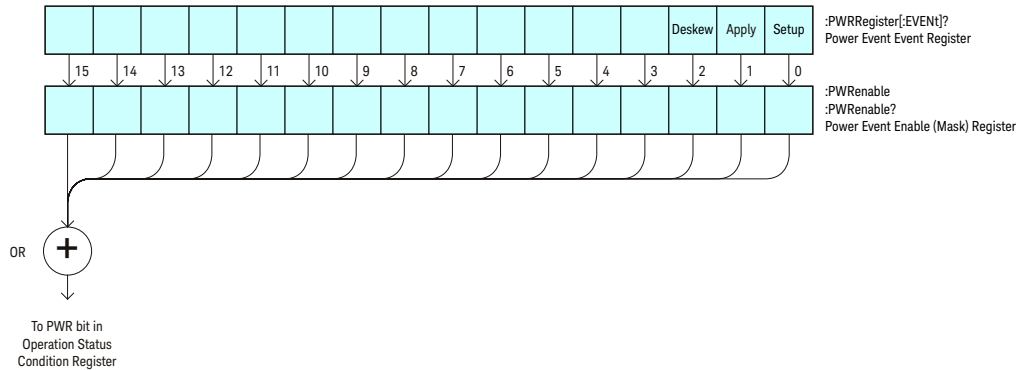 Deskew Apply Setup
:PWRRegister[:EVENt]?
Power Event Event Register
15 14 13 12 11 10 9 8 7 6 5 4 3 2 1 0
:PWRenable
:PWRenable?
Power Event Enable (Mask) Register
OR +
To PWR bit in
Operation Status
Condition Register